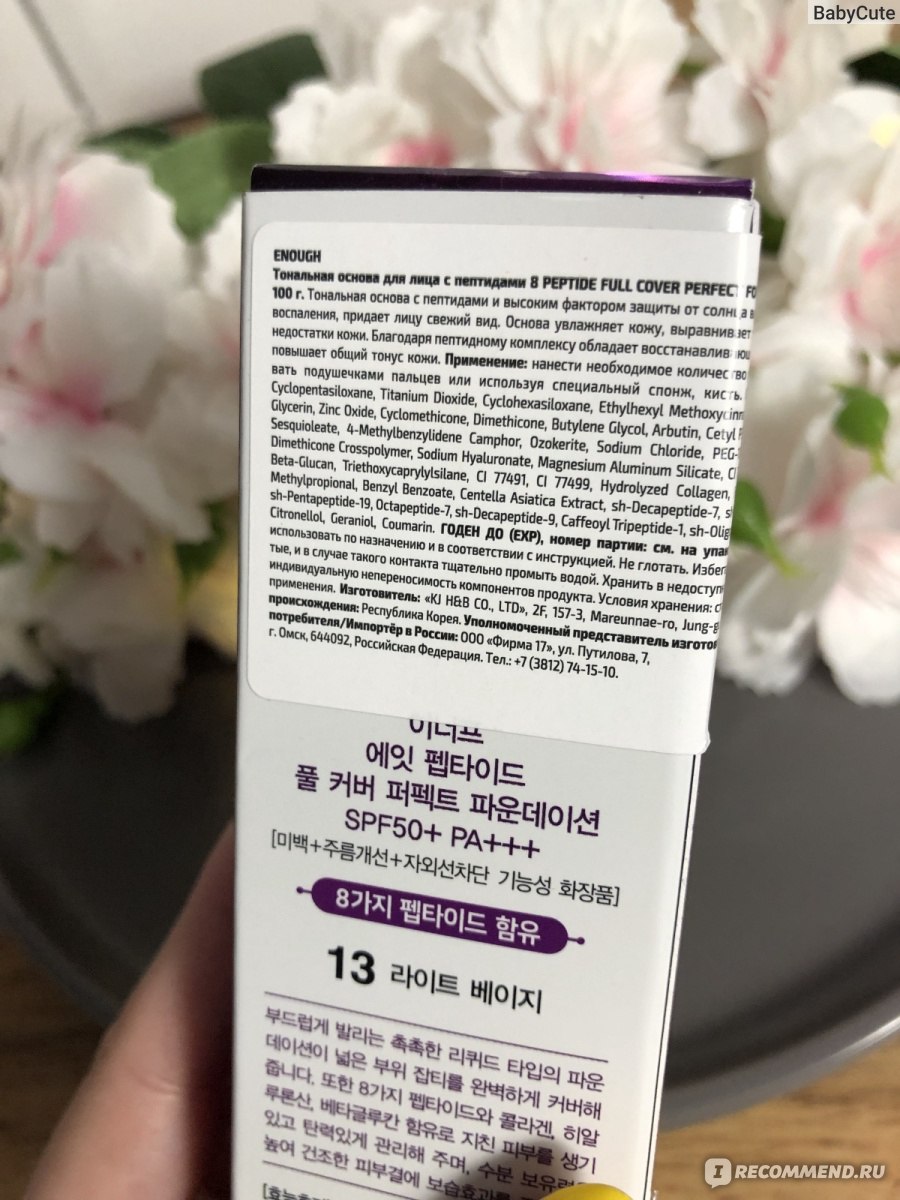 BabyCute
ENOUGH
Тональная основа для лица с пептидами 8 PEPTIDE FULL COVER PERFECT FO
100 г. Тональная основа с пептидами и высоким фактором защиты от солнца в
воспаления, придает лицу свежий вид. Основа увлажняет кожу, выравнивает
недостатки кожи. Благодаря пептидному комплексу обладает восстанавливающ
повышает общий тонус кожи. Применение: нанести необходимое количество
вать подушечками пальцев или используя специальный спонж, кисть.
Cyclopentasiloxane, Titanium Dioxide, Cyclohexasiloxane, Ethylhexyl Methoxycinn
Glycerin, Zinc Oxide, Cyclomethicone, Dimethicone, Butylene Glycol, Arbutin, Cetyl P
Sesquioleate, 4-Methylbenzylidene Camphor, Ozokerite, Sodium Chloride, PEG-
Dimethicone Crosspolymer, Sodium Hyaluronate, Magnesium Aluminum Silicate, CI
Beta-Glucan, Triethoxycaprylylsilane, CI 77491, CI 77499, Hydrolyzed Collagen,
Methylpropional, Benzyl Benzoate, Centella Asiatica Extract, sh-Decapeptide-7, sh
sh-Pentapeptide-19, Octapeptide-7, sh-Decapeptide-9, Caffeoyl Tripeptide-1, sh-Olig
Citronellol, Geraniol, Coumarin. ГОДЕН ДО (EXP), номер партии: см. на упак
использовать по назначению и в соответствии с инструкцией. Не глотать. Избега
тые, и в случае такого контакта тщательно промыть водой. Хранить в недоступн
индивидуальную непереносимость компонентов продукта. Условия хранения: с
применения. Изготовитель: «KJ H&B CO., LTD», 2F, 157-3, Mareunnae-ro, Jung-g
происхождения: Республика Корея. Уполномоченный представитель изготов
потребителя/Импортёр в России: ООО «Фирма 17», ул. Путилова, 7,
г. Омск, 644092, Российская Федерация. Тел.: +7 (3812) 74-15-10.
이너프
에잇 펩타이드
풀 커버 퍼펙트 파운데이션
SPF50+ PA+++
[미백+주름개선+자외선차단 기능성 화장품]
8가지 펩타이드 함유
13 라이트 베이지
부드럽게 발리는 촉촉한 리퀴드 타입의 파운
데이션이 넓은 부위 잡티를 완벽하게 커버해
줍니다. 또한 8가지 펩타이드와 콜라겐, 히알
루론산, 베타글루칸 함유로 지친 피부를 생기
있고 탄력있게 관리해 주며, 수분 보유력을
높여 건조한 피부결에 보습효과를
IRECOMMEND.RU